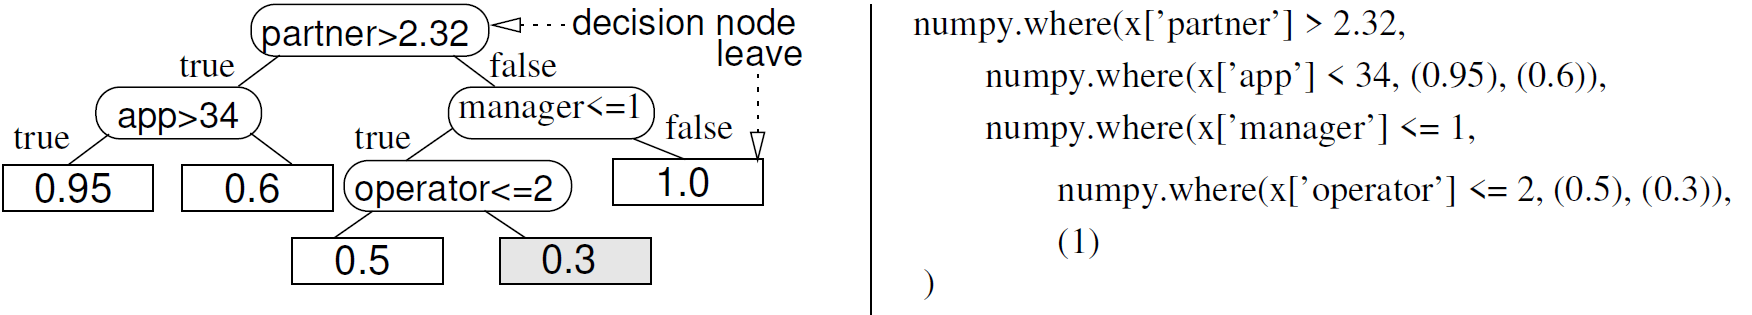 partner>2.32
decision node
leave
true
false
app>34
manager<=1
true
true
false
0.95
0.6
operator<=2
1.0
0.5
0.3
numpy.where(x['partner'] > 2.32,
numpy.where(x['app'] < 34, (0.95), (0.6)),
numpy.where(x['manager'] <= 1,
numpy.where(x['operator'] <= 2, (0.5), (0.3)),
(1)
)